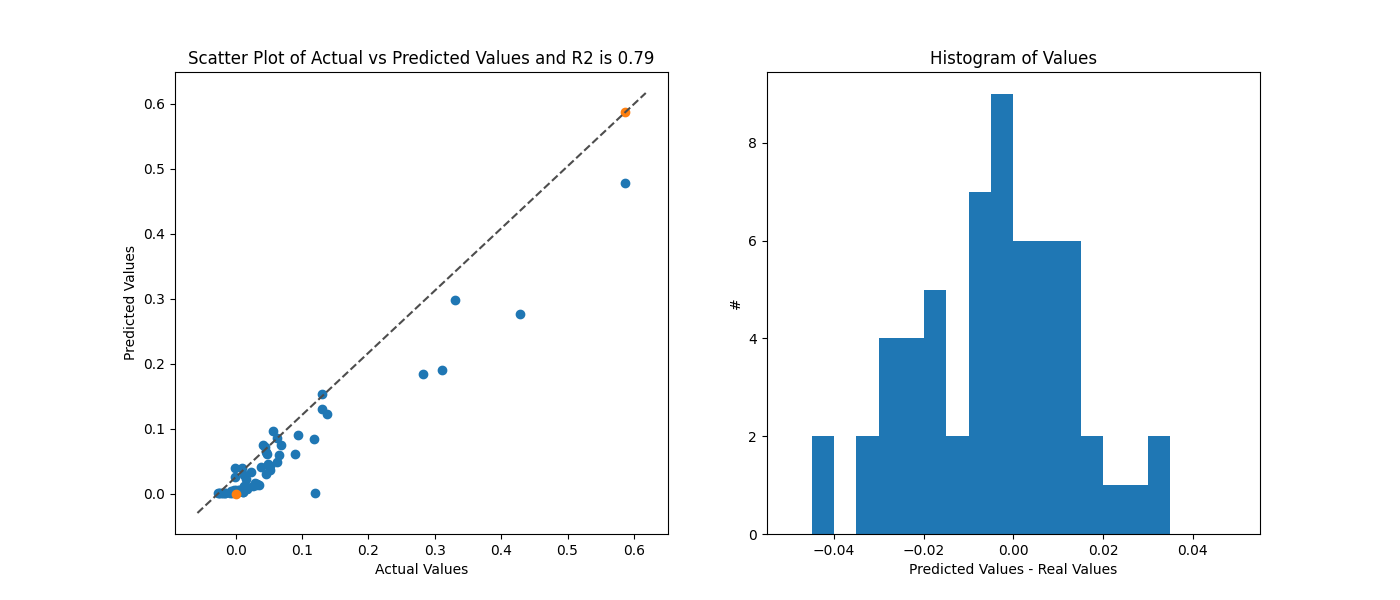 Scatter Plot of Actual vs Predicted Values and R2 is 0.79
Predicted Values
0.6
0.5
0.4
0.3
0.2
0.1
0.0
0.0 0.1 0.2 0.3 0.4 0.5 0.6
Actual Values
Histogram of Values
#
8
6
4
2
0
−0.04 −0.02 0.00 0.02 0.04
Predicted Values - Real Values